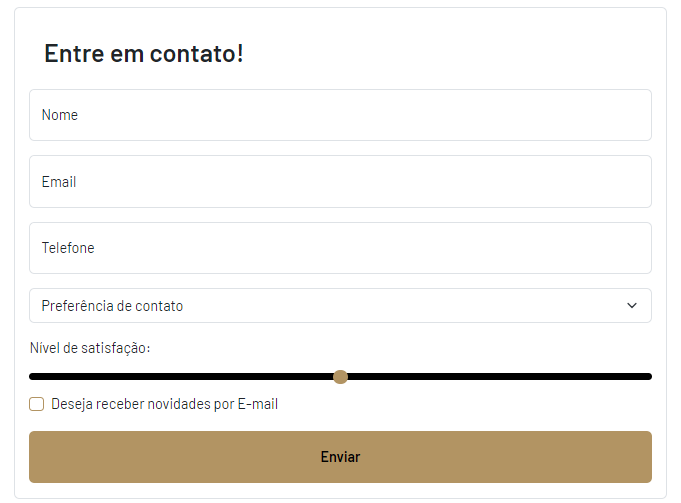 Entre em contato!
Nome
Email
Telefone
Preferência de contato
Nível de satisfação:
Deseja receber novidades por E-mail
Enviar